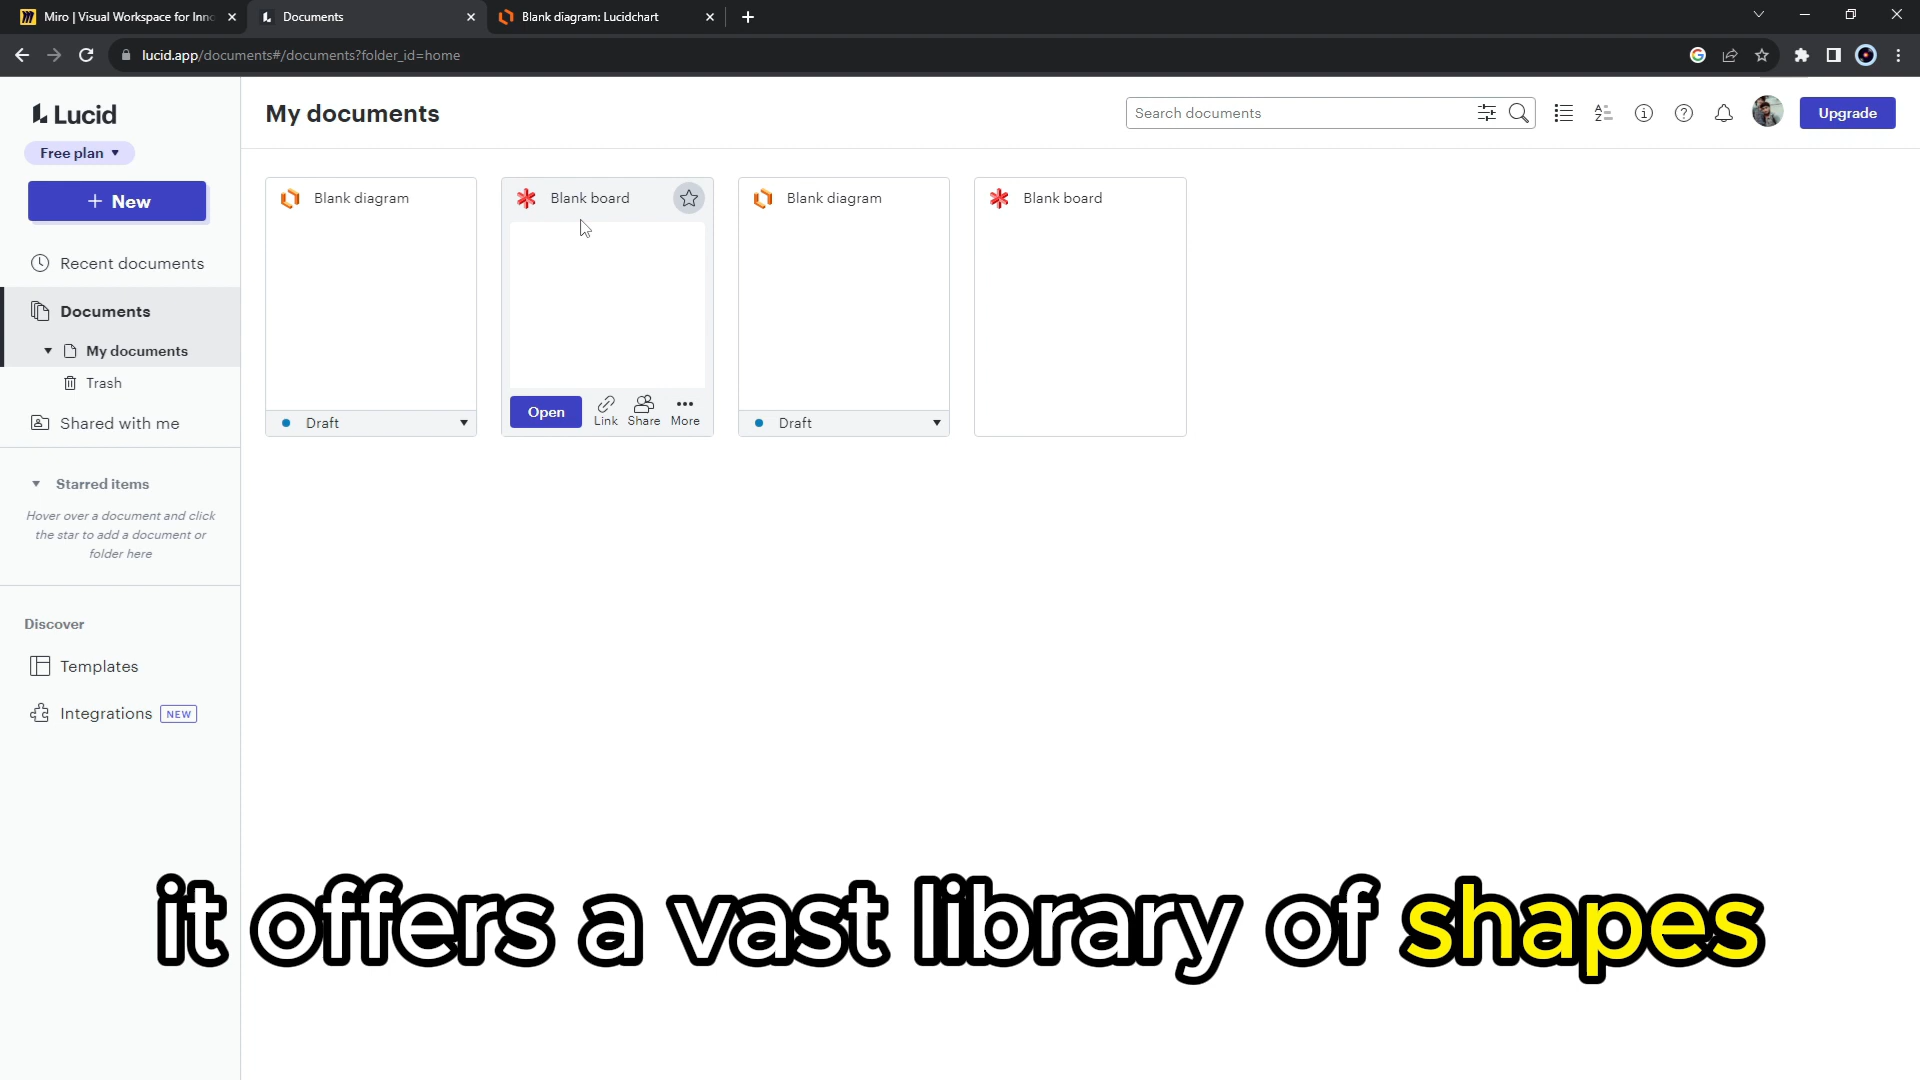 Miro | Visual Workspace for Inno
Documents
Blank diagram: Lucidchart
lucid.app/documents#/documents?folder_id=home
Lucid
Free plan
+ New
Recent documents
Documents
My documents
Trash
Shared with me
Starred items
Hover over a document and click
the star to add a document or
folder here
Discover
Templates
Integrations NEW
My documents
Search documents
Upgrade
Blank diagram
Draft
Blank board
Open
Link
Share
More
Blank diagram
Draft
Blank board
it offers a vast library of shapes